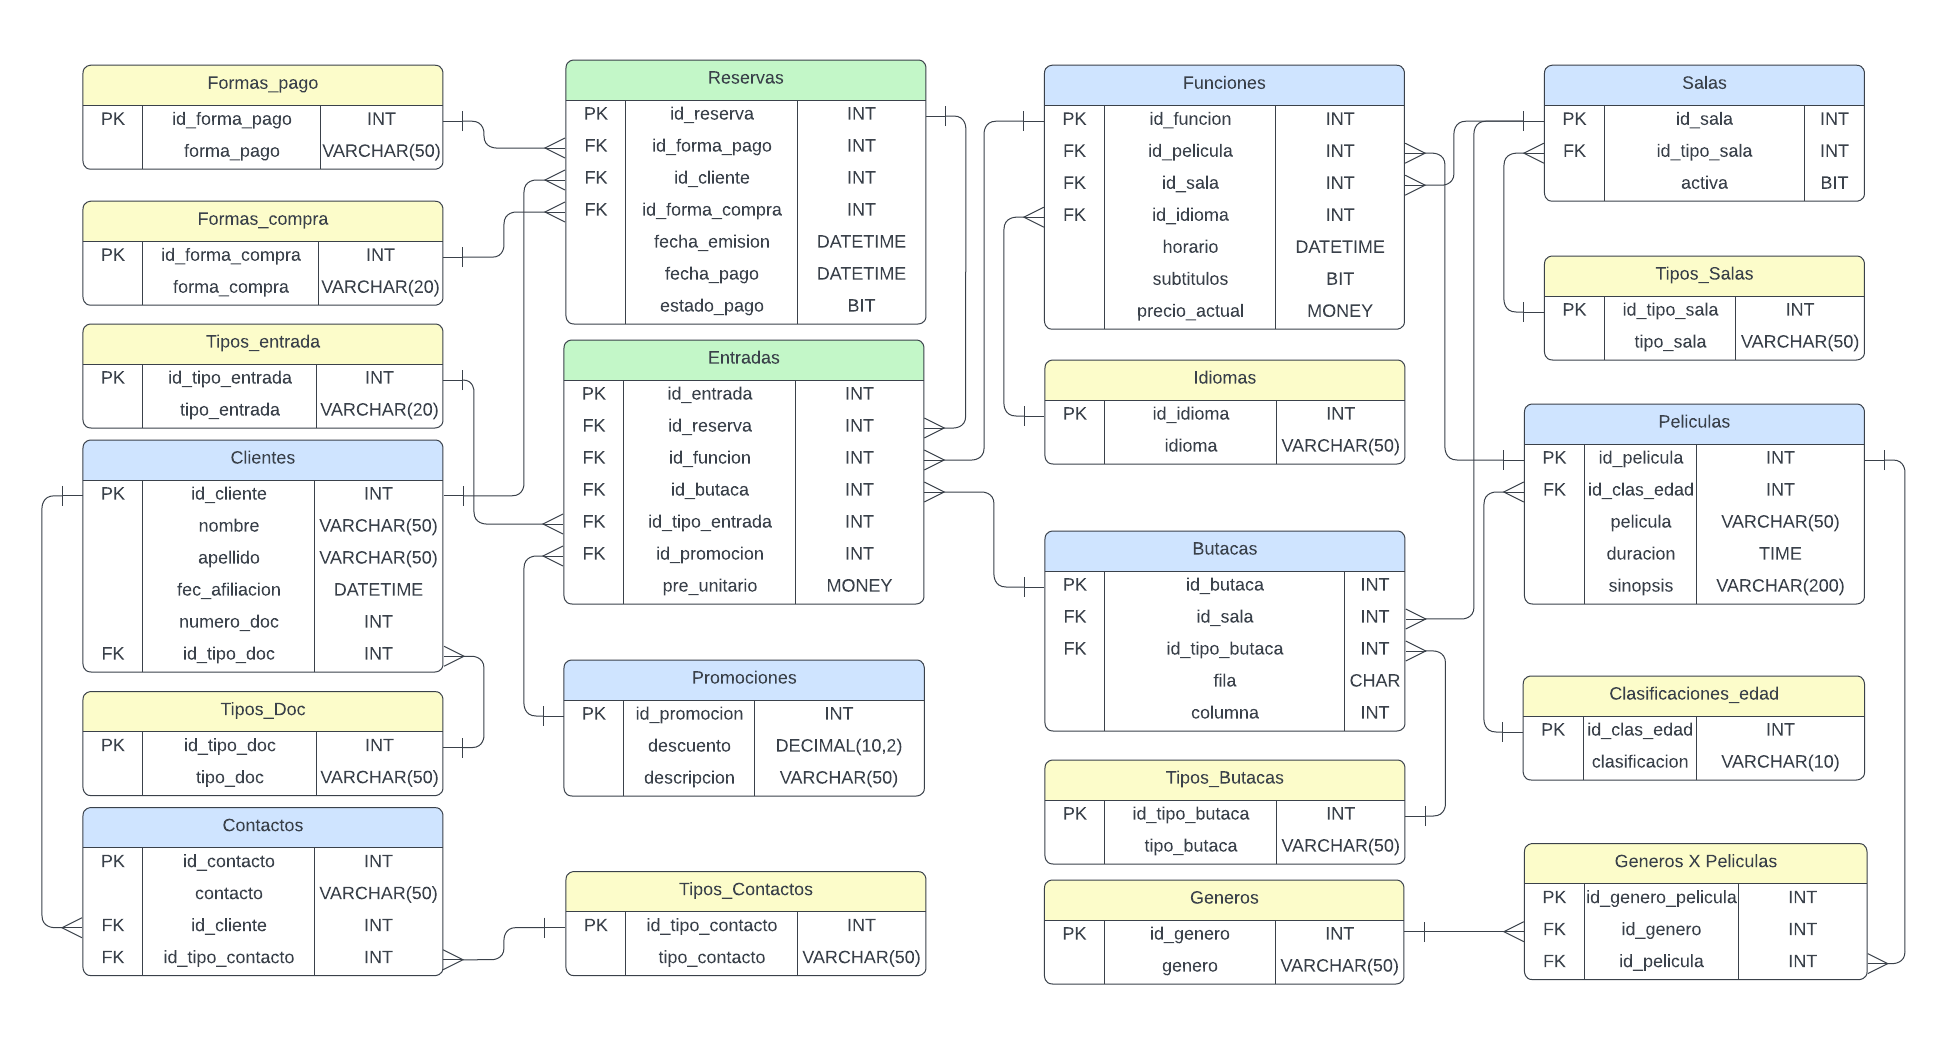 Formas_pago
PK id_forma_pago INT
forma_pago VARCHAR(50)
Formas_compra
PK id_forma_compra INT
forma_compra VARCHAR(20)
Tipos_entrada
PK id_tipo_entrada INT
tipo_entrada VARCHAR(20)
Clientes
PK id_cliente INT
nombre VARCHAR(50)
apellido VARCHAR(50)
fec_afiliacion DATETIME
numero_doc INT
FK id_tipo_doc INT
Tipos_Doc
PK id_tipo_doc INT
tipo_doc VARCHAR(50)
Contactos
PK id_contacto INT
contacto VARCHAR(50)
FK id_cliente INT
FK id_tipo_contacto INT
Reservas
PK id_reserva INT
FK id_forma_pago INT
FK id_cliente INT
FK id_forma_compra INT
fecha_emision DATETIME
fecha_pago DATETIME
estado_pago BIT
Entradas
PK id_entrada INT
FK id_reserva INT
FK id_funcion INT
FK id_butaca INT
FK id_tipo_entrada INT
FK id_promocion INT
pre_unitario MONEY
Promociones
PK id_promocion INT
descuento DECIMAL(10,2)
descripcion VARCHAR(50)
Tipos_Contactos
PK id_tipo_contacto INT
tipo_contacto VARCHAR(50)
Funciones
PK id_funcion INT
FK id_pelicula INT
FK id_sala INT
FK id_idioma INT
horario DATETIME
subtitulos BIT
precio_actual MONEY
Idiomas
PK id_idioma INT
idioma VARCHAR(50)
Butacas
PK id_butaca INT
FK id_sala INT
FK id_tipo_butaca INT
fila CHAR
columna INT
Tipos_Butacas
PK id_tipo_butaca INT
tipo_butaca VARCHAR(50)
Generos
PK id_genero INT
genero VARCHAR(50)
Salas
PK id_sala INT
FK id_tipo_sala INT
activa BIT
Tipos_Salas
PK id_tipo_sala INT
tipo_sala VARCHAR(50)
Peliculas
PK id_pelicula INT
FK id_clas_edad INT
pelicula VARCHAR(50)
duracion TIME
sinopsis VARCHAR(200)
Clasificaciones_edad
PK id_clas_edad INT
clasificacion VARCHAR(10)
Generos X Peliculas
PK id_genero_pelicula INT
FK id_genero INT
FK id_pelicula INT